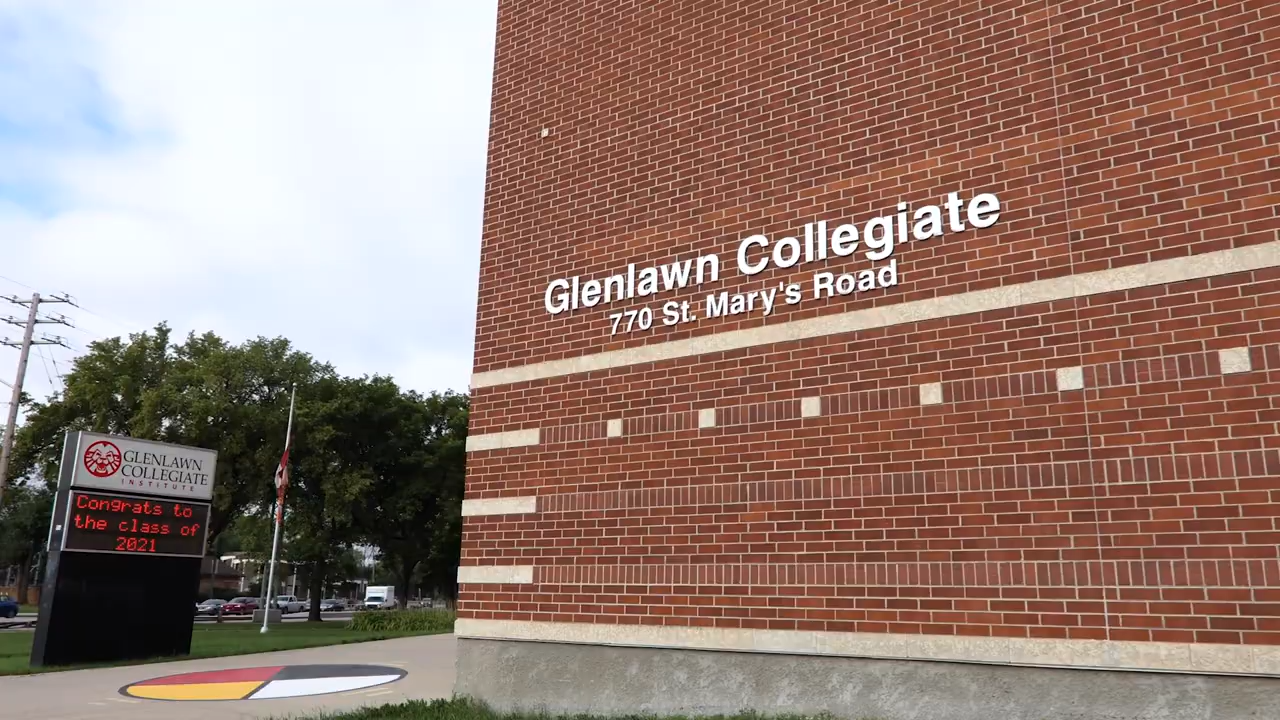 Glenlawn Collegiate
770 St. Mary's Road
GLENLAWN
COLLEGIATE
INSTITUTE
Congrats to
the class of
2021